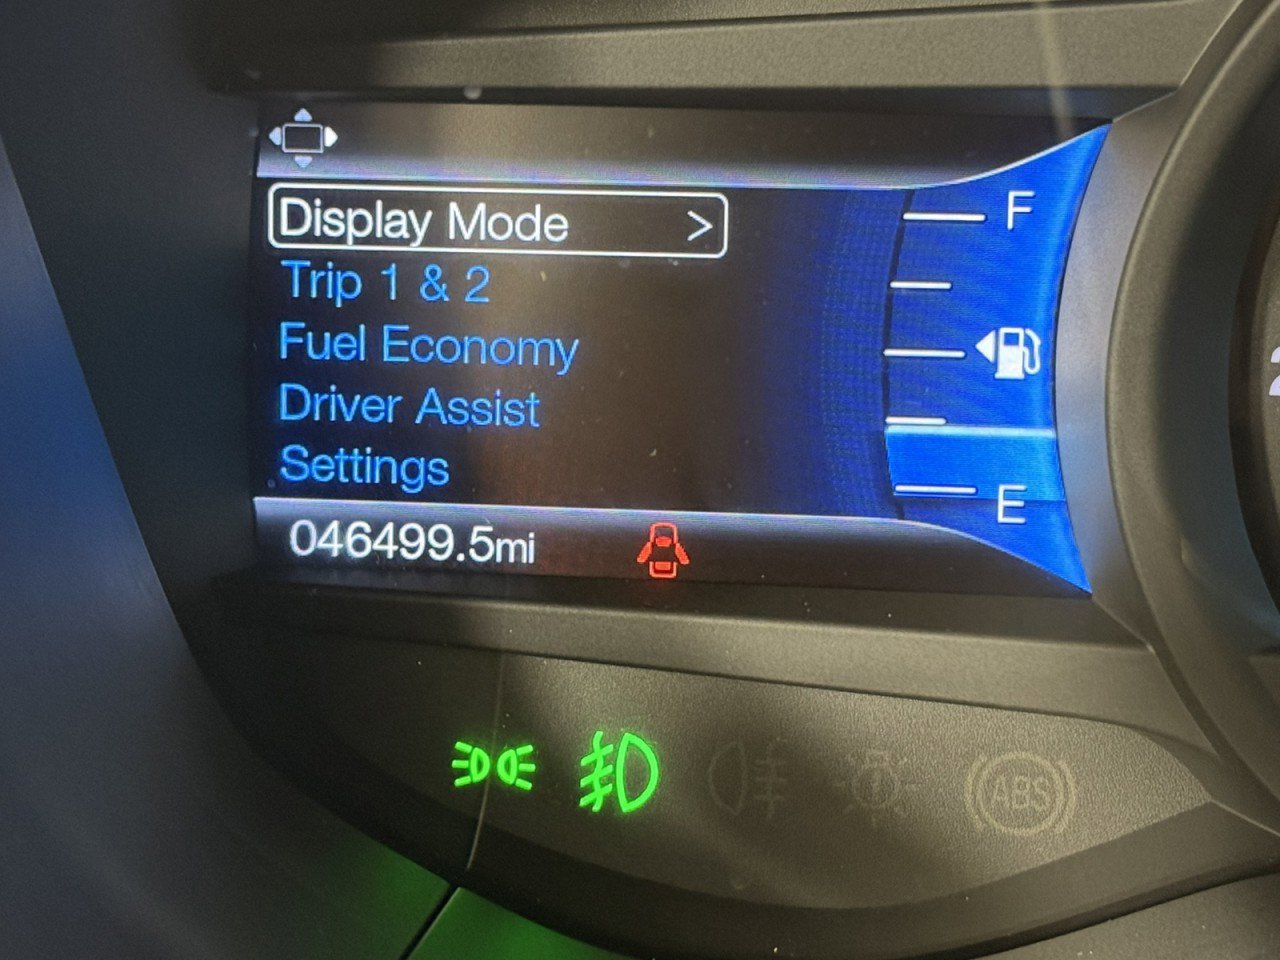 Display Mode >
Trip 1 & 2
Fuel Economy
Driver Assist
Settings
046499.5mi
F
E
ABS